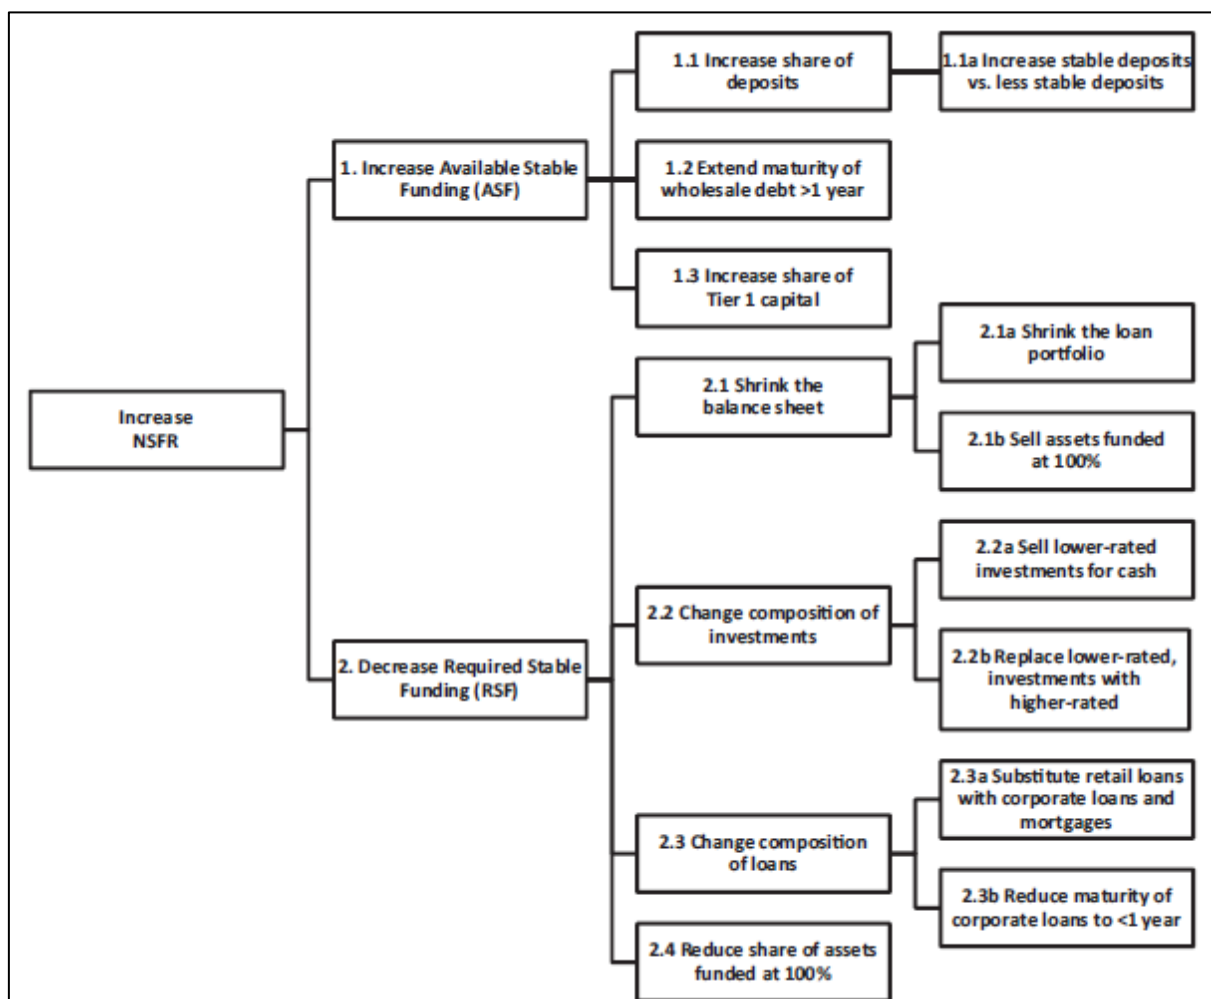 1.1 Increase share of
deposits
1.1a Increase stable deposits
vs. less stable deposits
1. Increase Available Stable
Funding (ASF)
1.2 Extend maturity of
wholesale debt >1 year
1.3 Increase share of
Tier 1 capital
2.1a Shrink the loan
portfolio
2.1 Shrink the
balance sheet
Increase
NSFR
2.1b Sell assets funded
at 100%
2.2a Sell lower-rated
investments for cash
2.2 Change composition of
investments
2. Decrease Required Stable
Funding (RSF)
2.2b Replace lower-rated,
investments with
higher-rated
2.3a Substitute retail loans
with corporate loans and
mortgages
2.3 Change composition
of loans
2.3b Reduce maturity of
corporate loans to <1 year
2.4 Reduce share of assets
funded at 100%